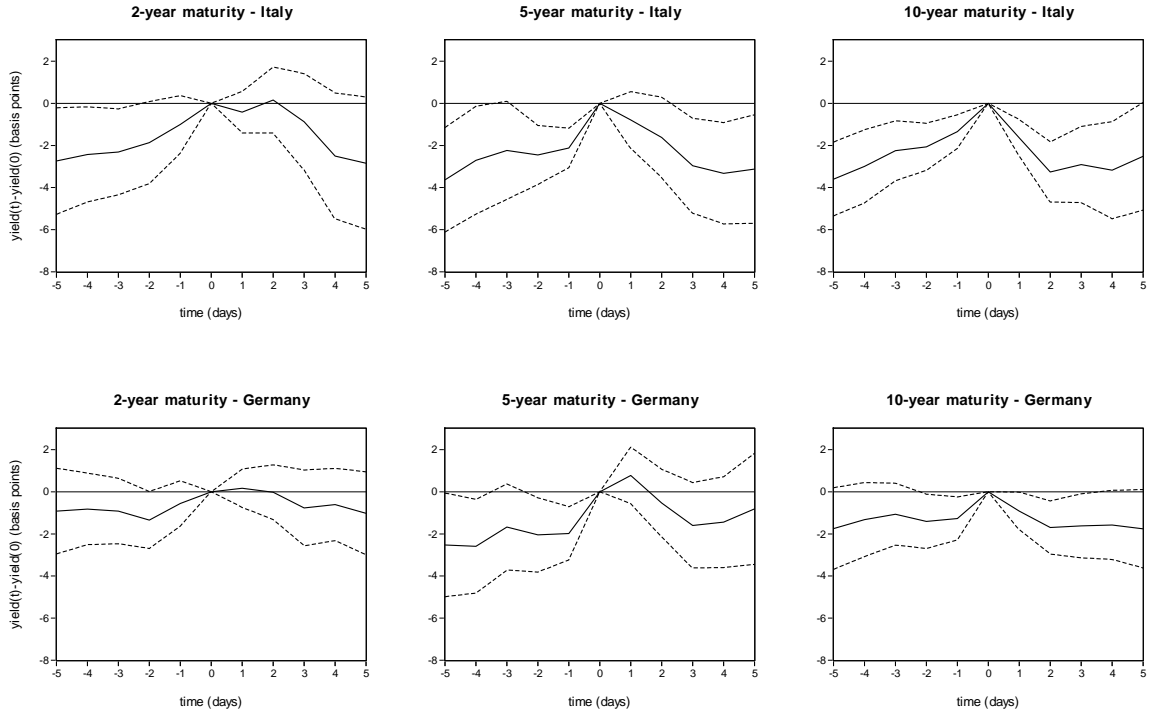 2-year maturity - Italy
5-year maturity - Italy
10-year maturity - Italy
yield(t)-yield(0) (basis points)
2
0
-2
-4
-6
-8
-5 -4 -3 -2 -1 0 1 2 3 4 5
time (days)
2
0
-2
-4
-6
-8
-5 -4 -3 -2 -1 0 1 2 3 4 5
time (days)
2
0
-2
-4
-6
-8
-5 -4 -3 -2 -1 0 1 2 3 4 5
time (days)
2-year maturity - Germany
5-year maturity - Germany
10-year maturity - Germany
yield(t)-yield(0) (basis points)
2
0
-2
-4
-6
-8
-5 -4 -3 -2 -1 0 1 2 3 4 5
time (days)
2
0
-2
-4
-6
-8
-5 -4 -3 -2 -1 0 1 2 3 4 5
time (days)
2
0
-2
-4
-6
-8
-5 -4 -3 -2 -1 0 1 2 3 4 5
time (days)